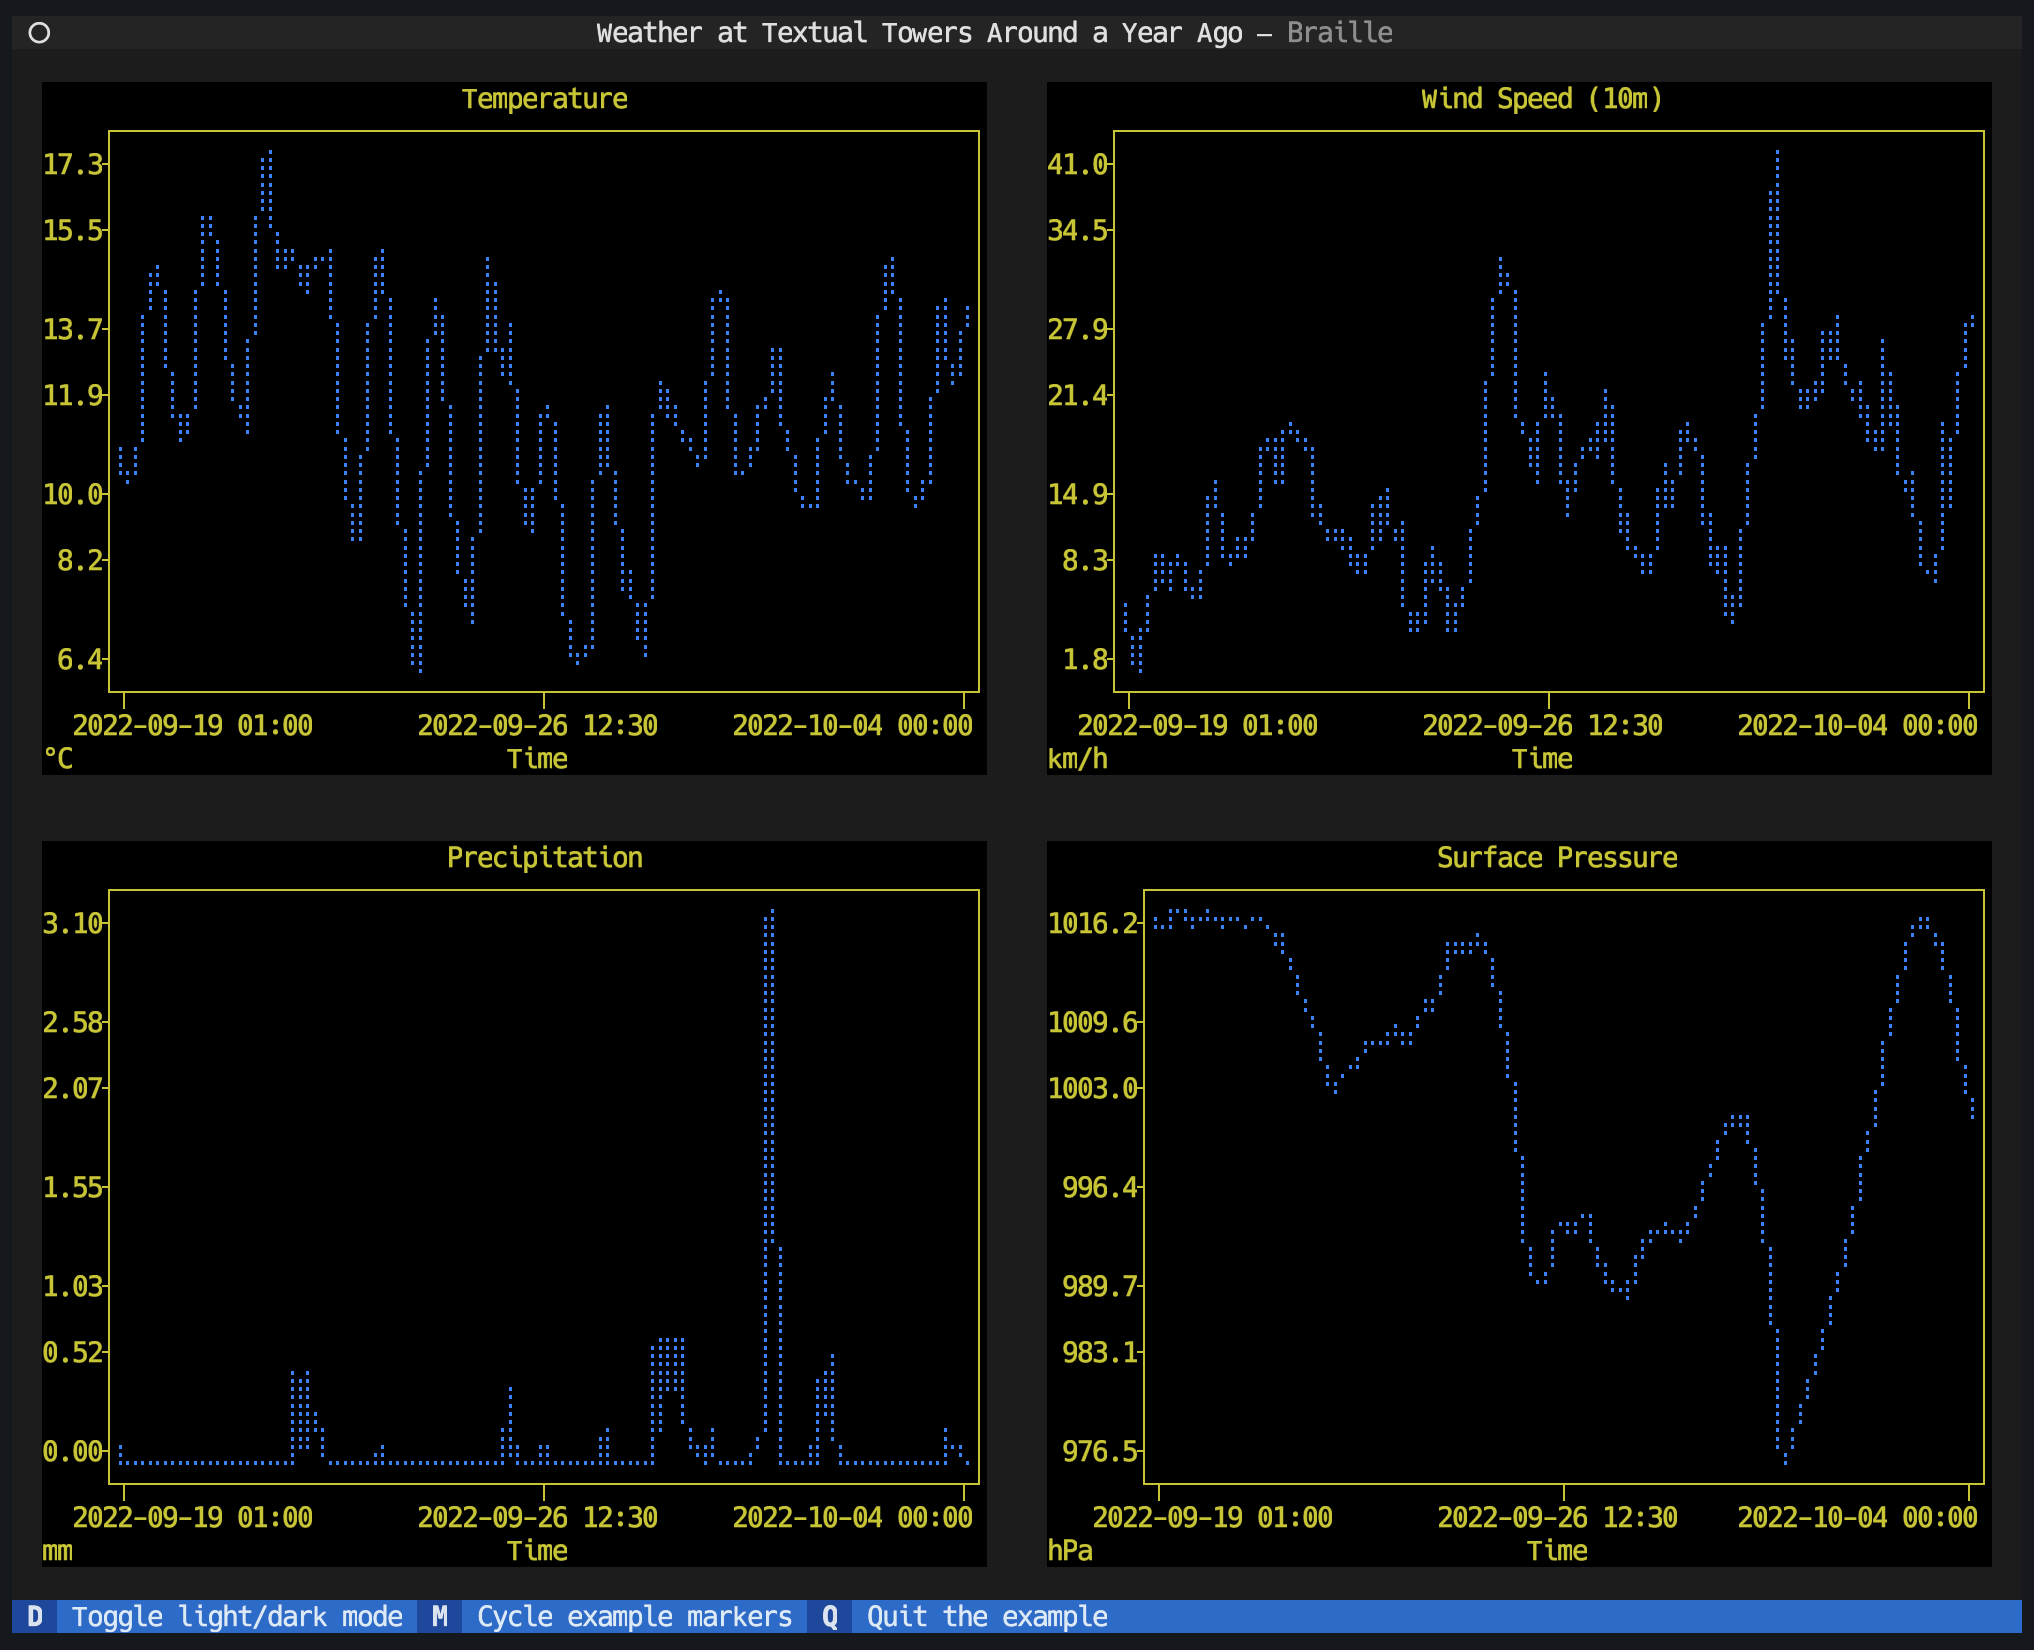 Weather at Textual Towers Around a Year Ago — Braille
Temperature
17.3
15.5
13.7
11.9
10.0
8.2
6.4
2022-09-19 01:00 2022-09-26 12:30 2022-10-04 00:00
°C Time
Wind Speed (10m)
41.0
34.5
27.9
21.4
14.9
8.3
1.8
2022-09-19 01:00 2022-09-26 12:30 2022-10-04 00:00
km/h Time
Precipitation
3.10
2.58
2.07
1.55
1.03
0.52
0.00
2022-09-19 01:00 2022-09-26 12:30 2022-10-04 00:00
mm Time
Surface Pressure
1016.2
1009.6
1003.0
996.4
989.7
983.1
976.5
2022-09-19 01:00 2022-09-26 12:30 2022-10-04 00:00
hPa Time
D Toggle light/dark mode M Cycle example markers Q Quit the example